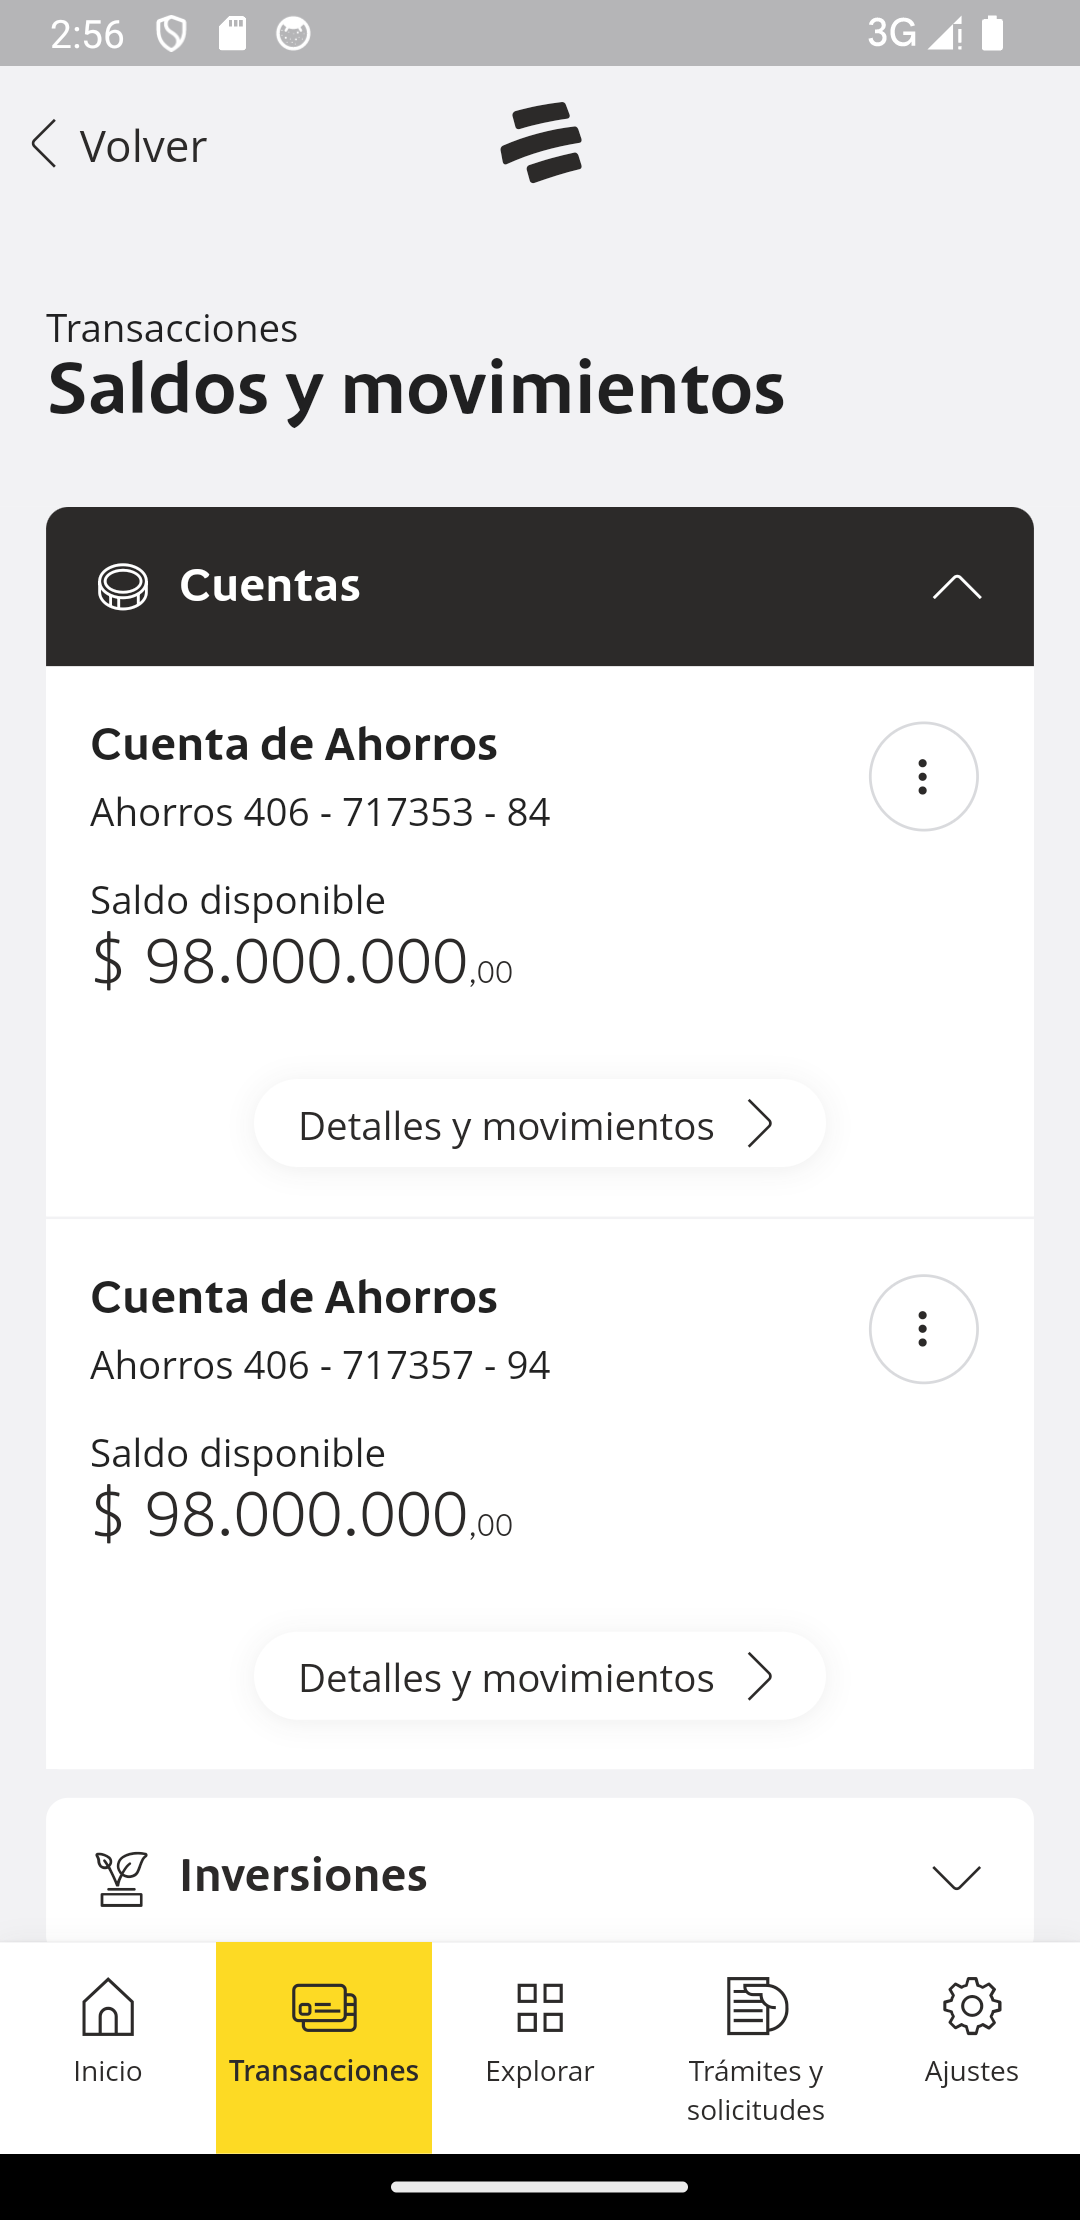 2:56
3G
Volver
Transacciones
Saldos y movimientos
Cuentas
Cuenta de Ahorros
Ahorros 406 - 717353 - 84
Saldo disponible
$ 98.000.000,00
Detalles y movimientos
Cuenta de Ahorros
Ahorros 406 - 717357 - 94
Saldo disponible
$ 98.000.000,00
Detalles y movimientos
Inversiones
Inicio
Transacciones
Explorar
Trámites y
solicitudes
Ajustes